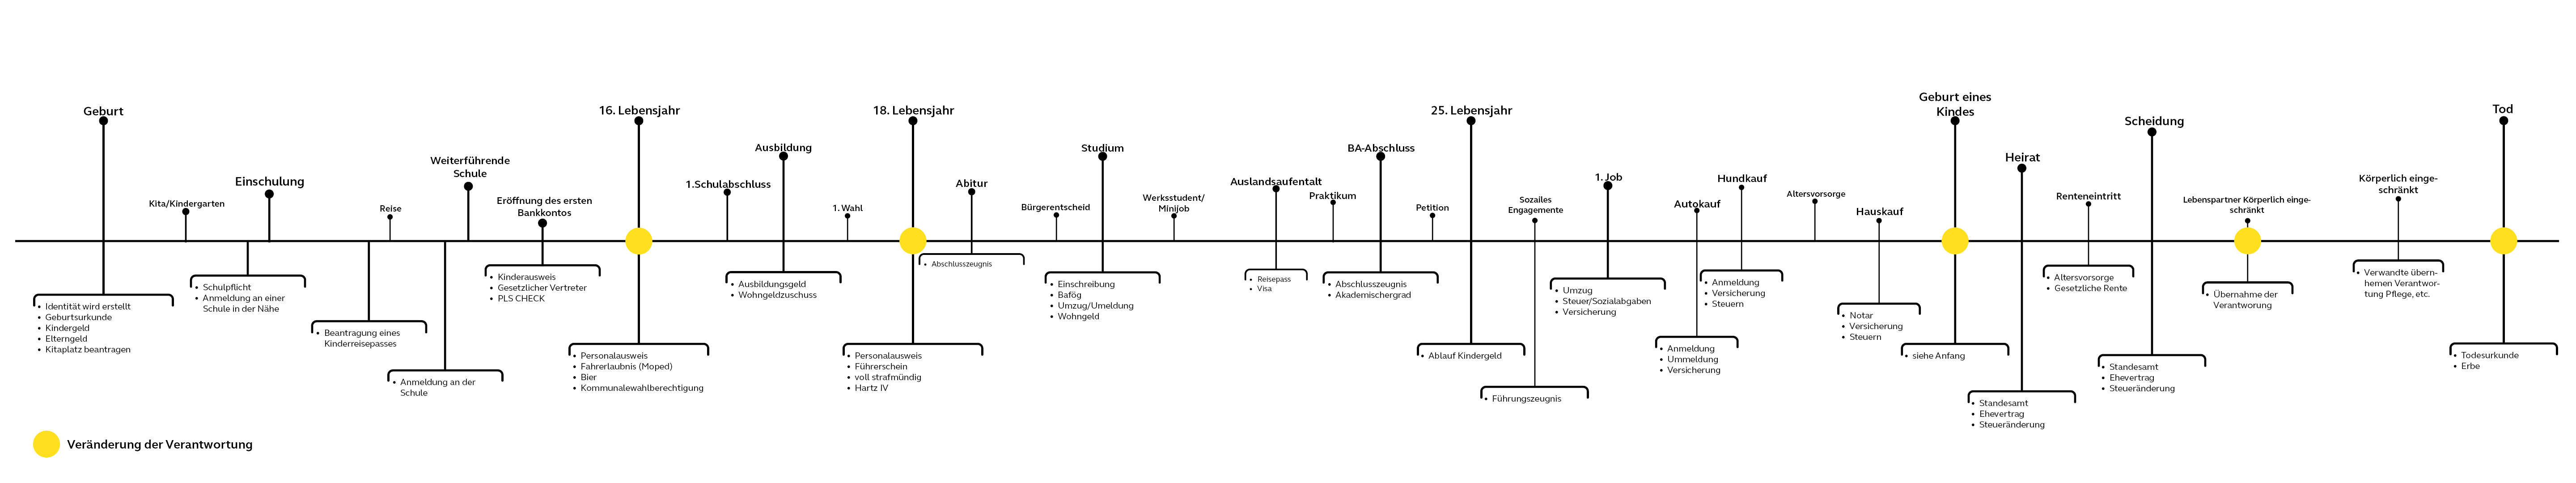 Geburt
• Identität wird erstellt
• Geburtsurkunde
• Kindergeld
• Elterngeld
• Kitaplatz beantragen
Kita/Kindergarten
Einschulung
• Schulpflicht
• Anmeldung an einer
Schule in der Nähe
Reise
• Beantragung eines
Kinderreisepasses
Weiterführende
Schule
• Anmeldung an der
Schule
Eröffnung des ersten
Bankkontos
• Kinderausweis
• Gesetzlicher Vertreter
• PLS CHECK
16. Lebensjahr
• Personalausweis
• Fahrerlaubnis (Moped)
• Bier
• Kommunalewahlberechtigung
1.Schulabschluss
Ausbildung
• Ausbildungsgeld
• Wohngeldzuschuss
1. Wahl
18. Lebensjahr
• Personalausweis
• Führerschein
• voll strafmündig
• Hartz IV
Abitur
• Abschlusszeugnis
Bürgerentscheid
Studium
• Einschreibung
• Bafög
• Umzug/Umeldung
• Wohngeld
Werksstudent/
Minijob
Auslandsaufentalt
• Reisepass
• Visa
Praktikum
BA-Abschluss
• Abschlusszeugnis
• Akademischergrad
Petition
25. Lebensjahr
• Ablauf Kindergeld
Sozailes
Engagemente
• Führungszeugnis
1. Job
• Umzug
• Steuer/Sozialabgaben
• Versicherung
Autokauf
• Anmeldung
• Ummeldung
• Versicherung
Hundkauf
• Anmeldung
• Versicherung
• Steuern
Altersvorsorge
Hauskauf
• Notar
• Versicherung
• Steuern
Geburt eines
Kindes
• siehe Anfang
Heirat
• Standesamt
• Ehevertrag
• Steueränderung
Renteneintritt
• Altersvorsorge
• Gesetzliche Rente
Scheidung
• Standesamt
• Ehevertrag
• Steueränderung
Lebenspartner Körperlich einge-
schränkt
• Übernahme der
Verantworung
Körperlich einge-
schränkt
• Verwandte übern-
hemen Verantwor-
tung Pflege, etc.
Tod
• Todesurkunde
• Erbe
Veränderung der Verantwortung